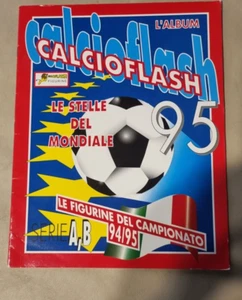 L'ALBUM
calcioflash
CALCIOFLASH
95
LE STELLE
DEL
MONDIALE
LE FIGURINE DEL CAMPIONATO
SERIE
A,B
94/95